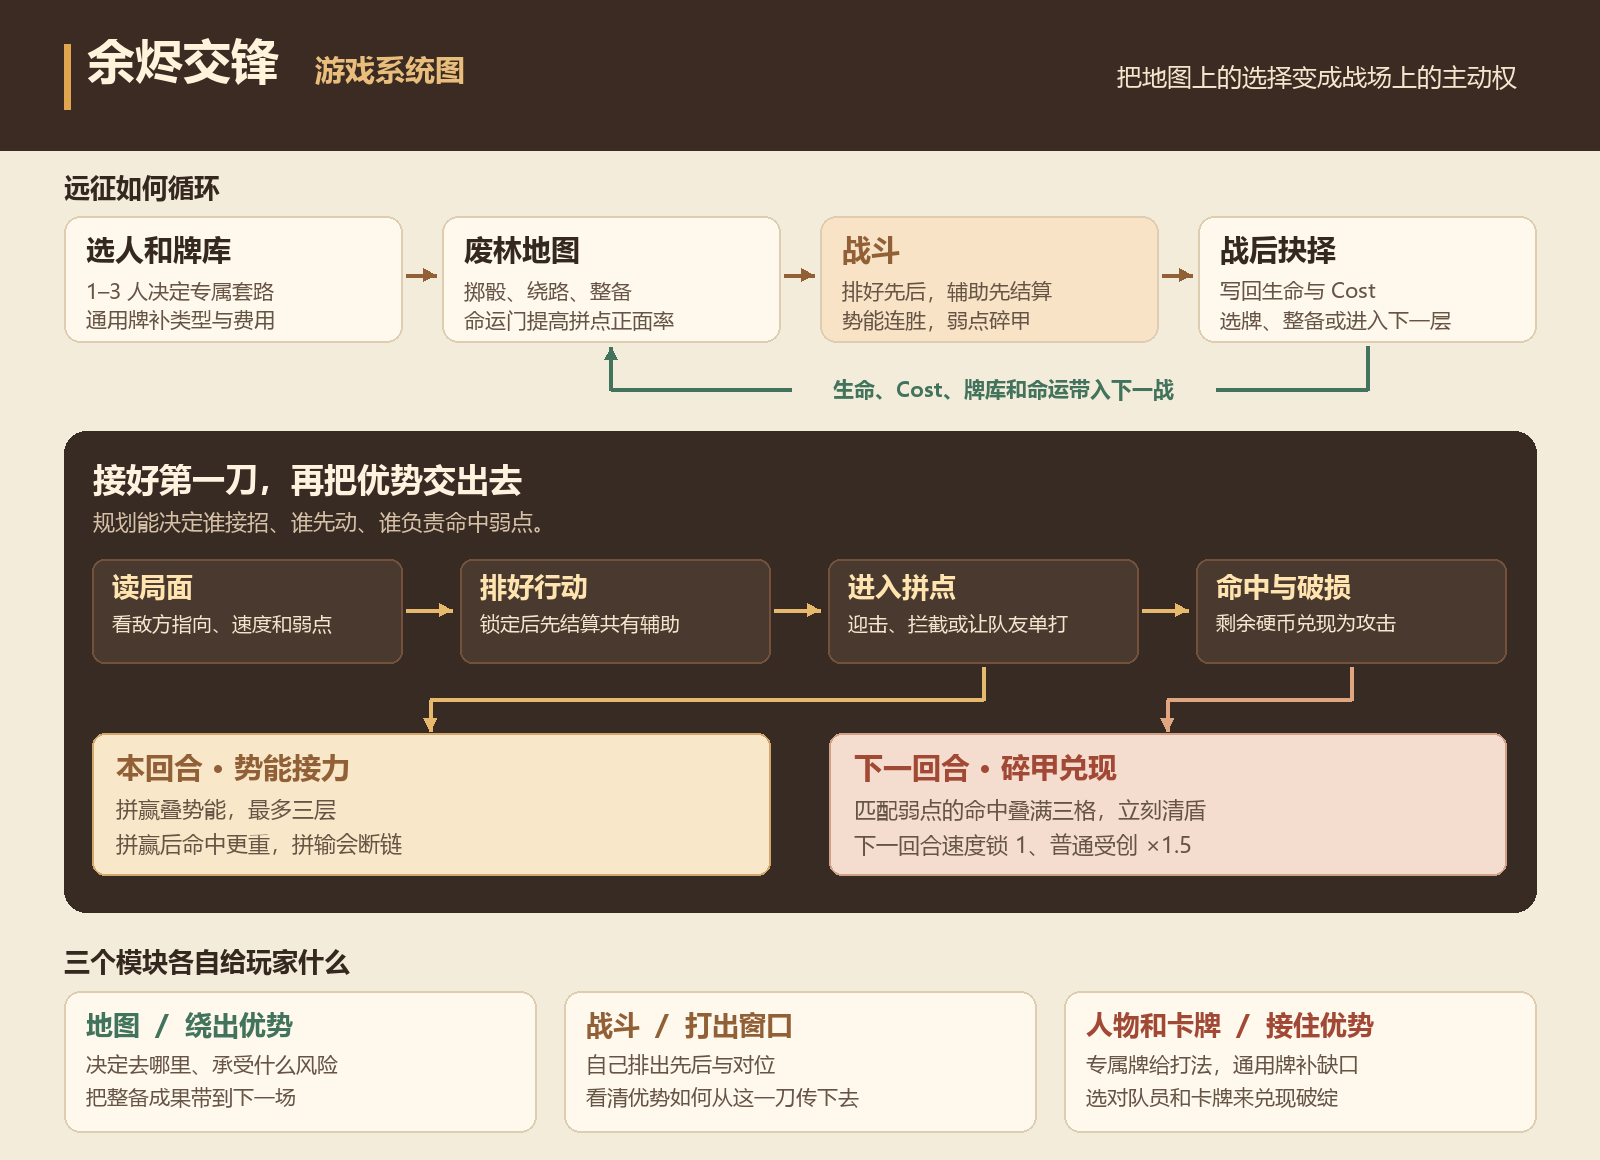 余烬交锋 游戏系统图
把地图上的选择变成战场上的主动权
远征如何循环
选人和牌库
1–3 人决定专属套路
通用牌补类型与费用
废林地图
掷骰、绕路、整备
命运门提高拼点正面率
战斗
排好先后，辅助先结算
势能连胜，弱点碎甲
战后抉择
写回生命与 Cost
选牌、整备或进入下一层
生命、Cost、牌库和命运带入下一战
接好第一刀，再把优势交出去
规划能决定谁接招、谁先动、谁负责命中弱点。
读局面
看敌方指向、速度和弱点
排好行动
锁定后先结算共有辅助
进入拼点
迎击、拦截或让队友单打
命中与破损
剩余硬币兑现为攻击
本回合 · 势能接力
拼赢叠势能，最多三层
拼赢后命中更重，拼输会断链
下一回合 · 碎甲兑现
匹配弱点的命中叠满三格，立刻清盾
下一回合速度锁 1、普通受创 ×1.5
三个模块各自给玩家什么
地图 / 绕出优势
决定去哪里、承受什么风险
把整备成果带到下一场
战斗 / 打出窗口
自己排出先后与对位
看清优势如何从这一刀传下去
人物和卡牌 / 接住优势
专属牌给打法，通用牌补缺口
选对队员和卡牌来兑现破绽